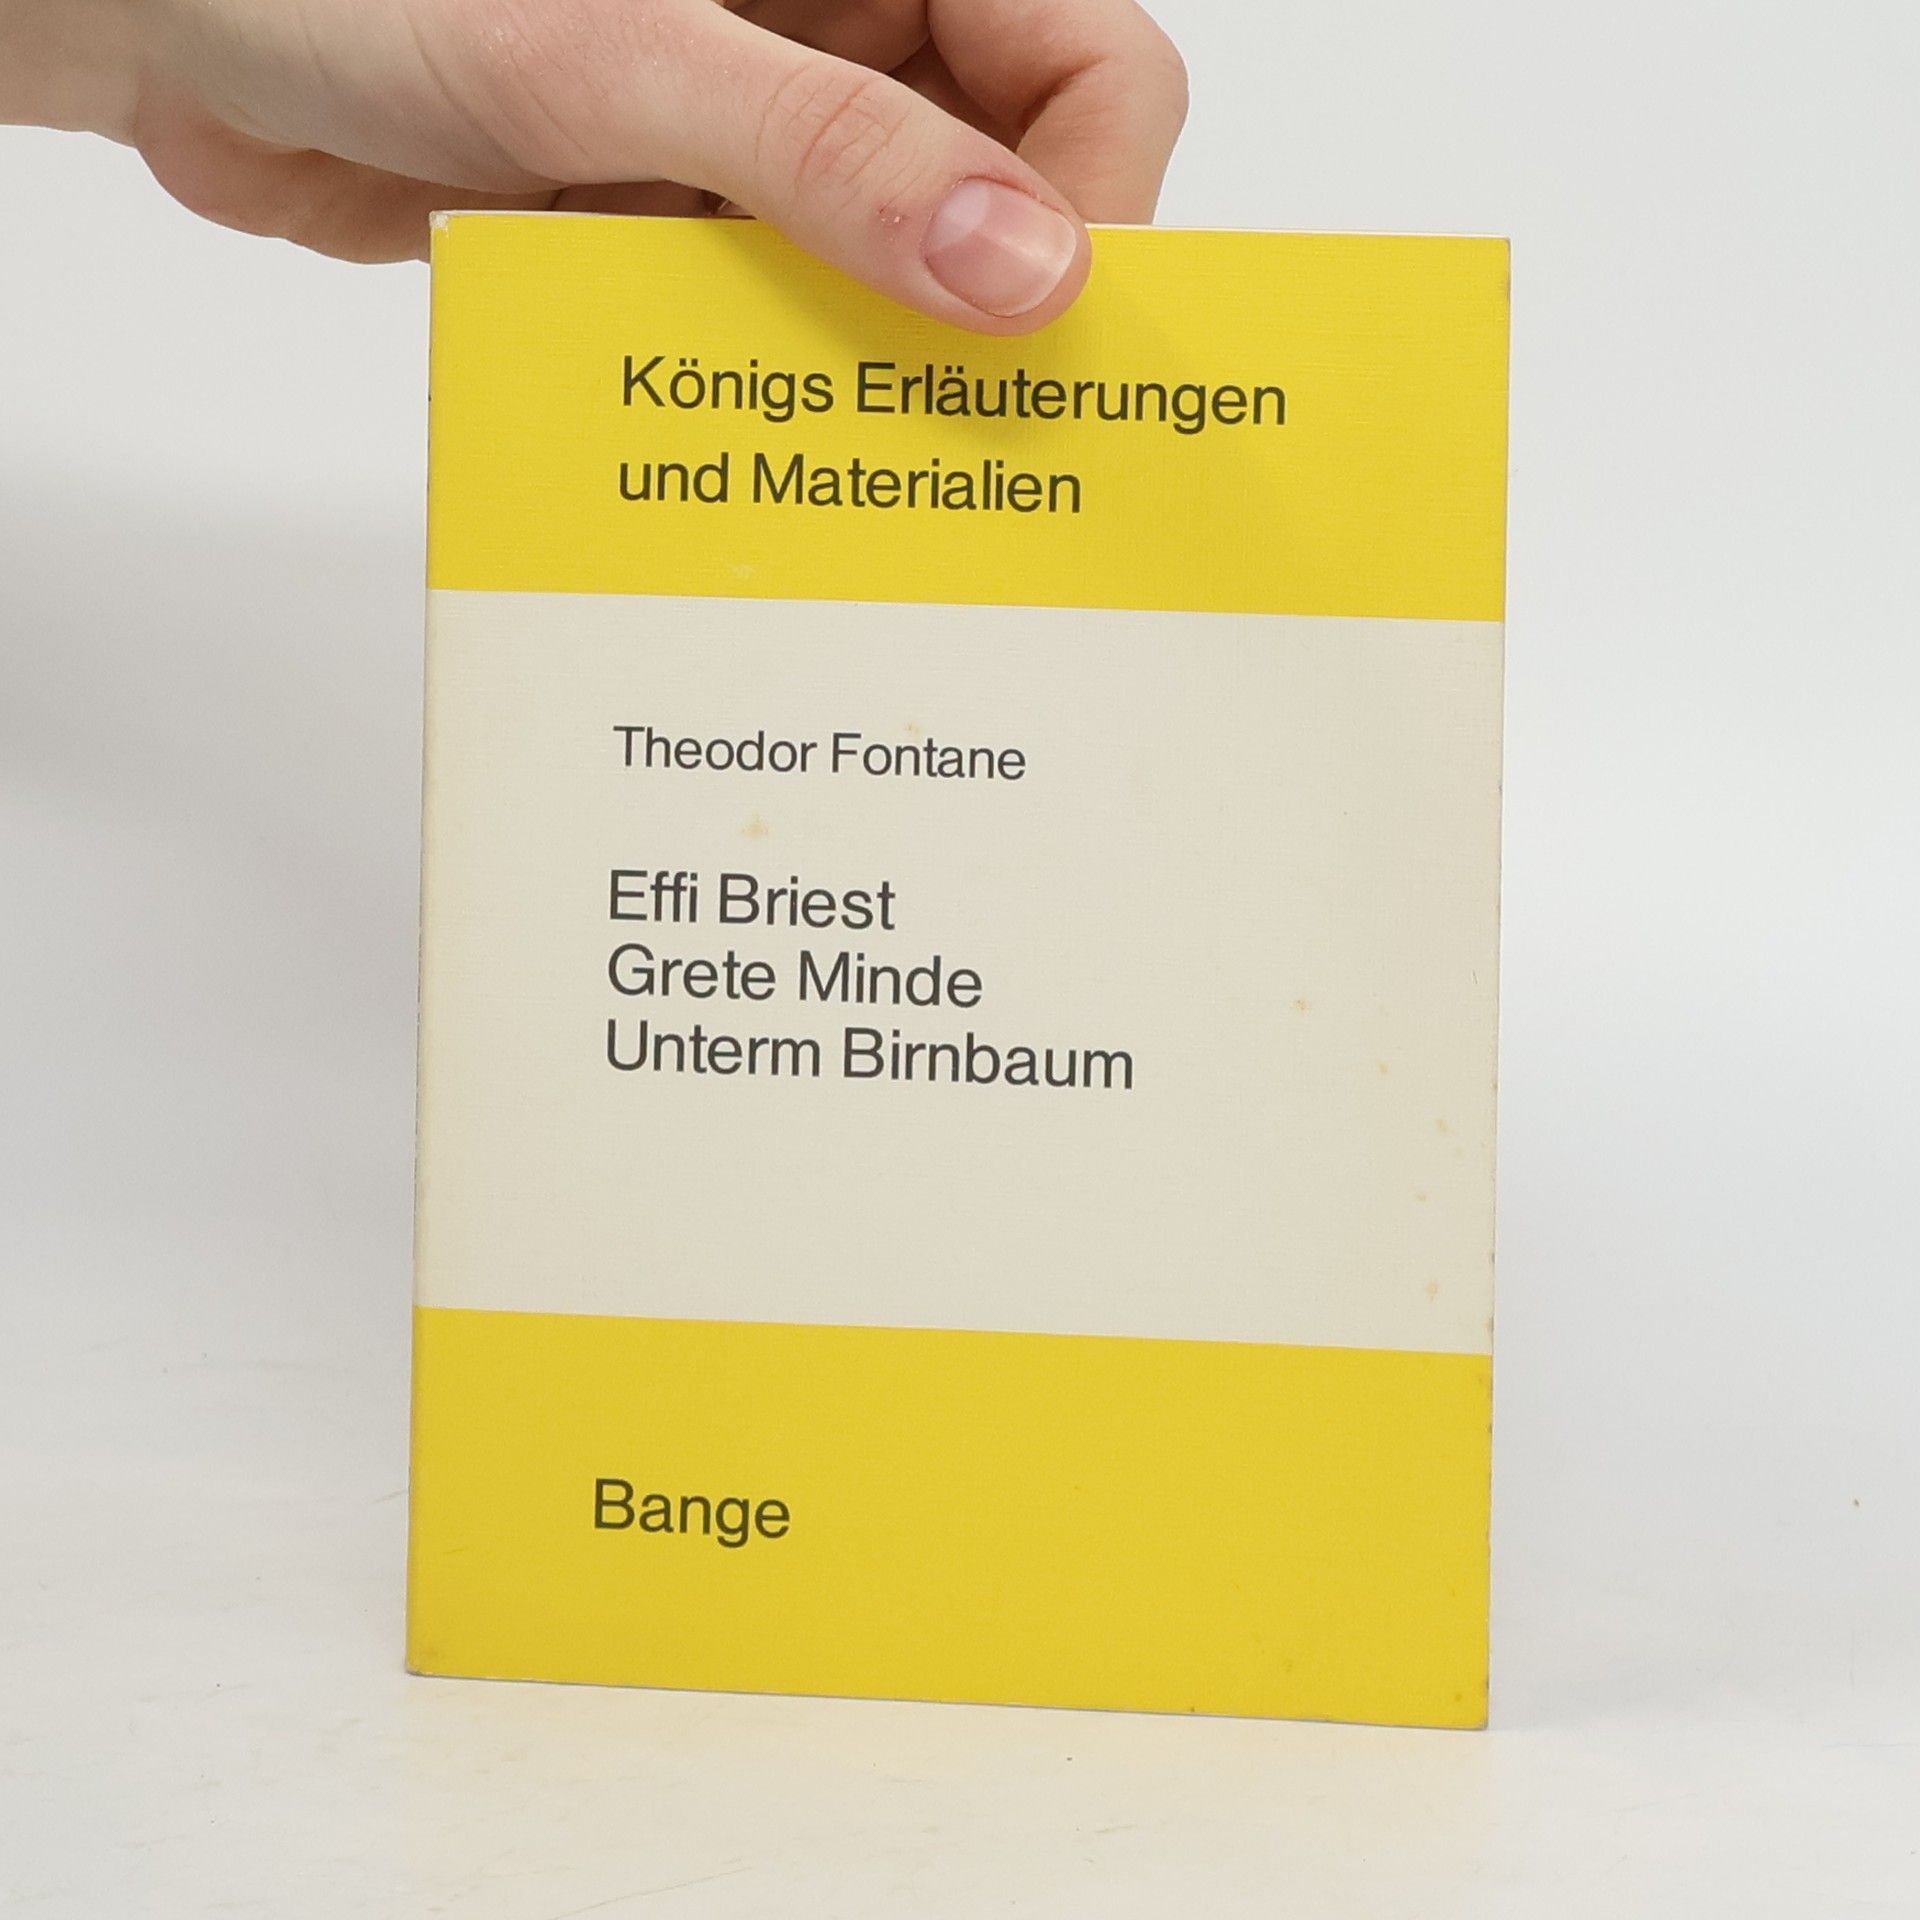 Königs Erläuterungen
und Materialien
Theodor Fontane
Effi Briest
Grete Minde
Unterm Birnbaum
Bange